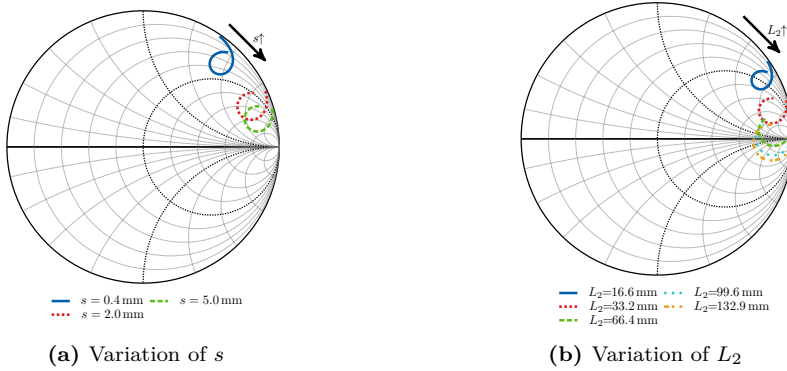 s↑
s = 0.4 mm
s = 5.0 mm
s = 2.0 mm
(a) Variation of s
L₂↑
L₂=16.6 mm
L₂=99.6 mm
L₂=33.2 mm
L₂=132.9 mm
L₂=66.4 mm
(b) Variation of L₂